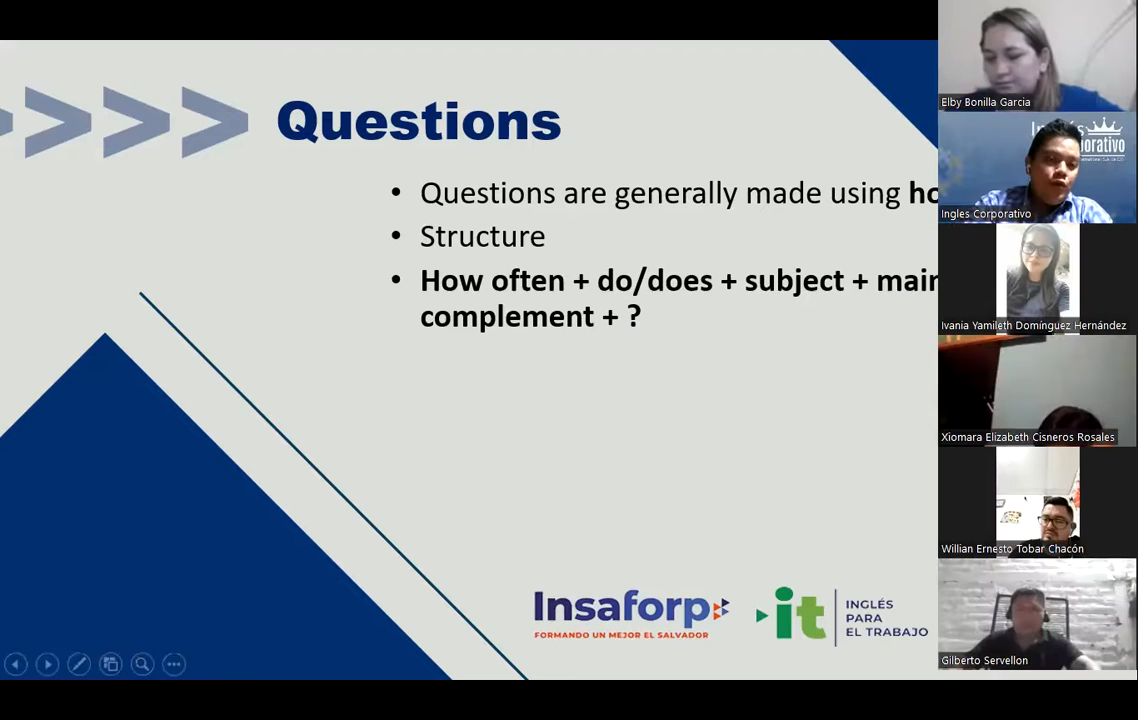 Questions
• Questions are generally made using
• Structure
• How often + do/does + subject +
complement + ?
Insaforp
FORMANDO UN MEJOR EL SALVADOR
it
INGLÉS
PARA
EL TRABAJO
Elby Bonilla Garcia
Ingles Corporativo
Ivania Yamileth Domínguez Hernández
Xiomara Elizabeth Cisneros Rosales
Willian Ernesto Tobar Chacón
Gilberto Servellon